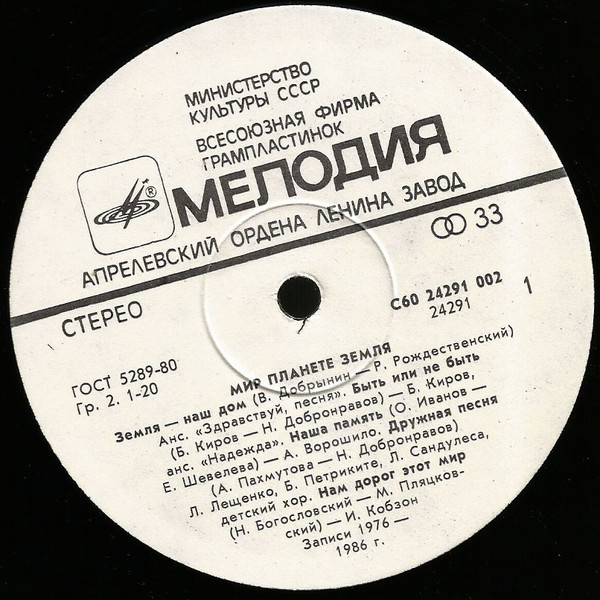 МИНИСТЕРСТВО
КУЛЬТУРЫ СССР
ВСЕСОЮЗНАЯ ФИРМА
ГРАМПЛАСТИНОК
®
МЕЛОДИЯ
АПРЕЛЕВСКИЙ ОРДЕНА ЛЕНИНА ЗАВОД
33
СТЕРЕО
С60 24291 002
24291
1
ГОСТ 5289-80
Гр. 2. 1-20
МИР ПЛАНЕТЕ ЗЕМЛЯ
Земля — наш дом (В. Добрынин — Р. Рождественский)
Анс. «Здравствуй, песня». Быть или не быть
(Б. Киров — Н. Добронравов) — Б. Киров,
анс. «Надежда». Наша память (О. Иванов —
Е. Шевелева) — А. Ворошило. Дружная песня
(А. Пахмутова — Н. Добронравов)
Л. Лещенко, Б. Петриките, Л. Сандулеса,
детский хор. Нам дорог этот мир
(Н. Богословский — М. Пляцков-
ский) — И. Кобзон
Записи 1976 —
1986 г.